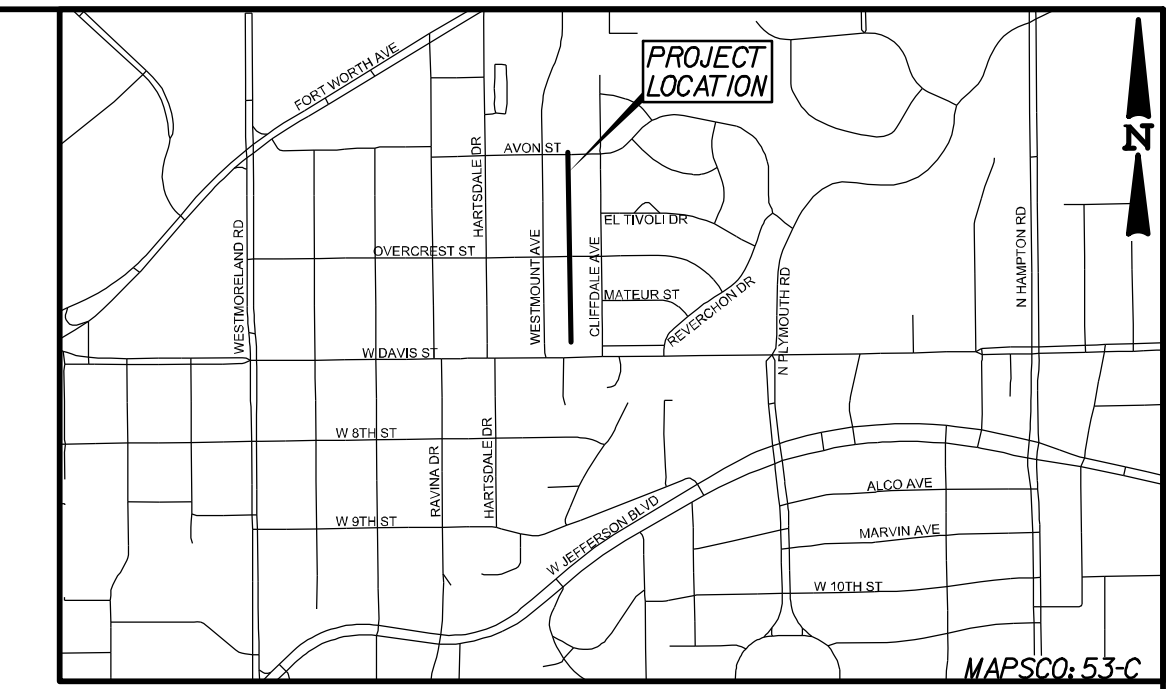 PROJECT
LOCATION
FORT WORTH AVE
N
HARTSDALE DR
AVON ST
EL TIVOLI DR
WESTMORELAND RD
OVERCREST ST
WESTMOUNT AVE
CLIFFDALE AVE
N HAMPTON RD
MATEUR ST
REVERCHON DR
N PLYMOUTH RD
W DAVIS ST
W 8TH ST
RAVINA DR
HARTSDALE DR
ALCO AVE
W 9TH ST
W JEFFERSON BLVD
MARVIN AVE
W 10TH ST
MAPSCO: 53-C